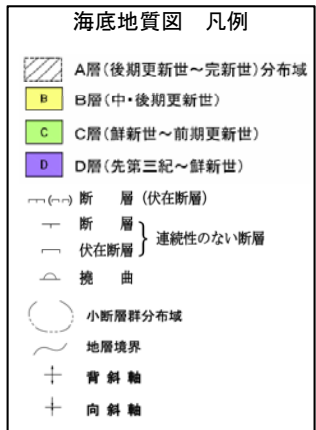 海底地質図 凡例
A層(後期更新世～完新世)分布域
B B層(中・後期更新世)
C C層(鮮新世～前期更新世)
D D層(先第三紀～鮮新世)
断層(伏在断層)
断層
連続性のない断層
伏在断層
撓曲
小断層群分布域
地層境界
背斜軸
向斜軸